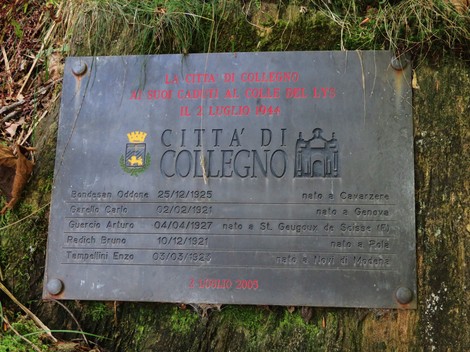 LA CITTA' DI COLLEGNO
AI SUOI CADUTI AL COLLE DEL LYS
IL 2 LUGLIO 1944
CITTA' DI
COLLEGNO
Bondesan Oddone 25/12/1925 nato a Cavarzere
Garello Carlo 02/02/1921 nato a Genova
Guercio Arturo 04/04/1927 nato a St. Geugoux de Scisse (F)
Radich Bruno 10/12/1921 nato a Pola
Tampellini Enzo 03/03/1923 nato a Novi di Modena
3 LUGLIO 2005